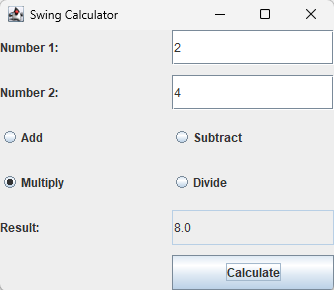 Swing Calculator
Number 1: 2
Number 2: 4
Add Subtract
Multiply Divide
Result: 8.0
Calculate